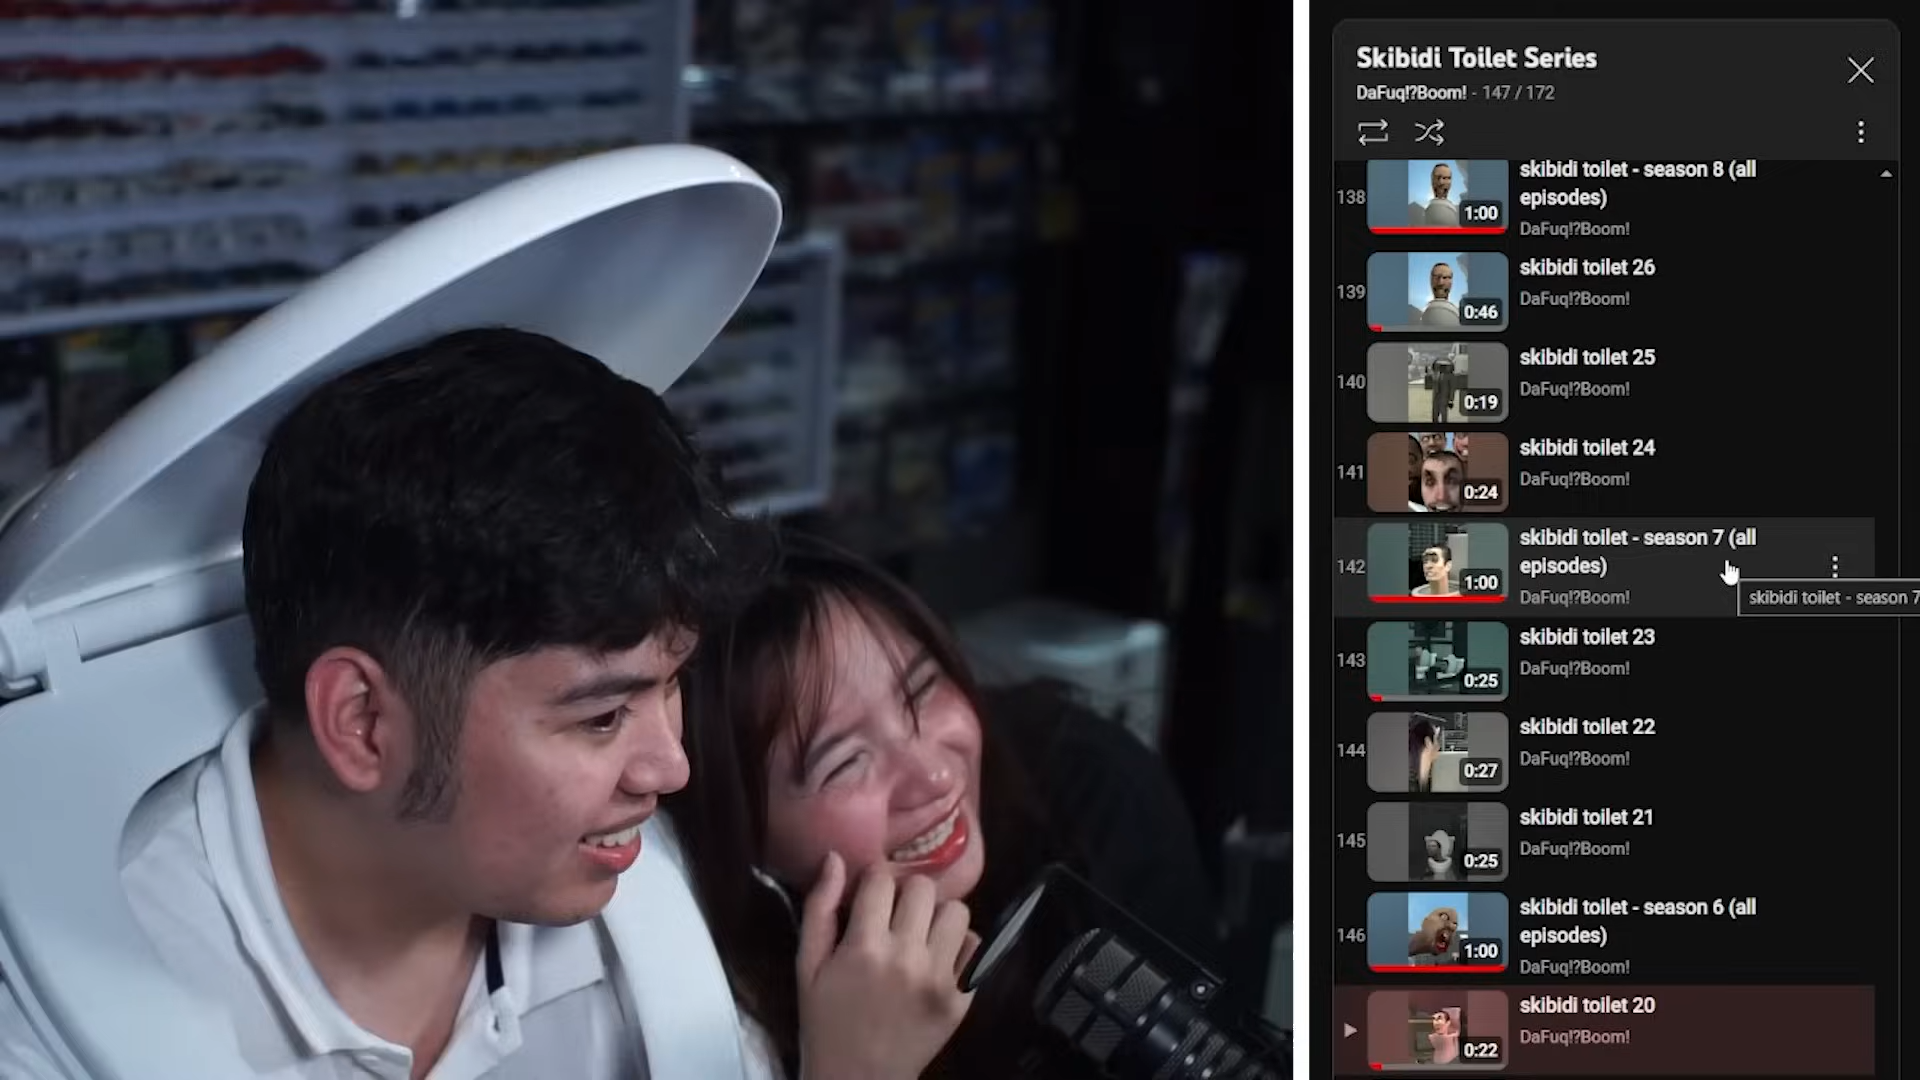 Skibidi Toilet Series
DaFuq!?Boom! - 147 / 172
138
skibidi toilet - season 8 (all
episodes)
1:00
DaFuq!?Boom!
139
skibidi toilet 26
0:46
DaFuq!?Boom!
140
skibidi toilet 25
0:19
DaFuq!?Boom!
141
skibidi toilet 24
0:24
DaFuq!?Boom!
142
skibidi toilet - season 7 (all
episodes)
1:00
DaFuq!?Boom!
skibidi toilet - season 7
143
skibidi toilet 23
0:25
DaFuq!?Boom!
144
skibidi toilet 22
0:27
DaFuq!?Boom!
145
skibidi toilet 21
0:25
DaFuq!?Boom!
146
skibidi toilet - season 6 (all
episodes)
1:00
DaFuq!?Boom!
skibidi toilet 20
0:22
DaFuq!?Boom!